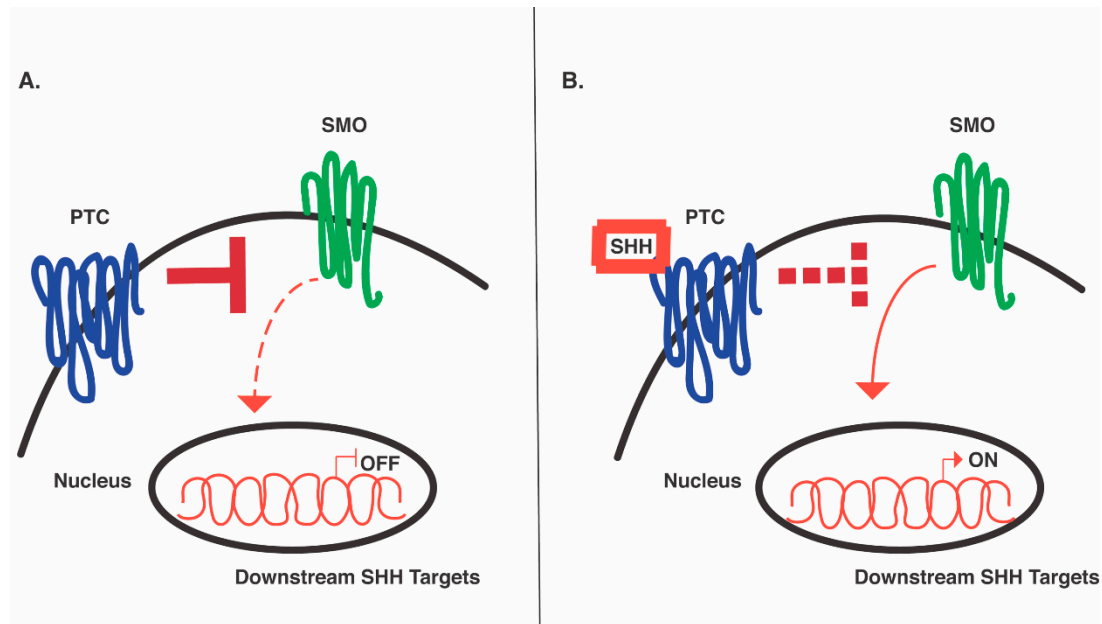 A.
SMO
PTC
Nucleus
OFF
Downstream SHH Targets
B.
SMO
SHH
PTC
Nucleus
ON
Downstream SHH Targets